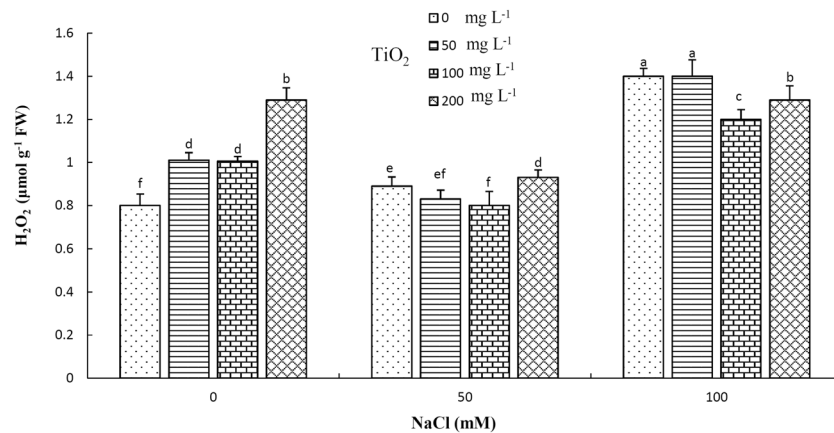 0 mg L⁻¹
TiO₂ 50 mg L⁻¹
100 mg L⁻¹
200 mg L⁻¹
H₂O₂ (µmol g⁻¹ FW)
1.6
1.4
1.2
1
0.8
0.6
0.4
0.2
0
f d d b
e ef f d
a a c b
0 50 100
NaCl (mM)